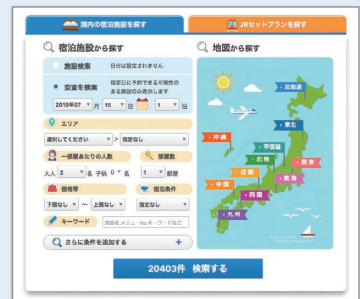 国内の宿泊施設を探す
JRセットプランを探す
宿泊施設から探す
施設検索 日付は設定されません
空室を検索 指定日に予約できる可能性の
ある施設のみ表示します
2019年07 月 15 日 1 泊
エリア
選択してください > 指定なし
一部屋あたりの人数 部屋数
大人 2 名 子供 0 名 1 部屋
価格帯 宿泊条件
下限なし ～ 上限なし 指定なし
キーワード 施設名,メニュー,No.キーワードなど
さらに条件を追加する +
地図から探す
・北海道
・東北
・沖縄
・甲信越
・北陸
・関東
・近畿
・東海
・中国
・四国
・九州
20403件 検索する